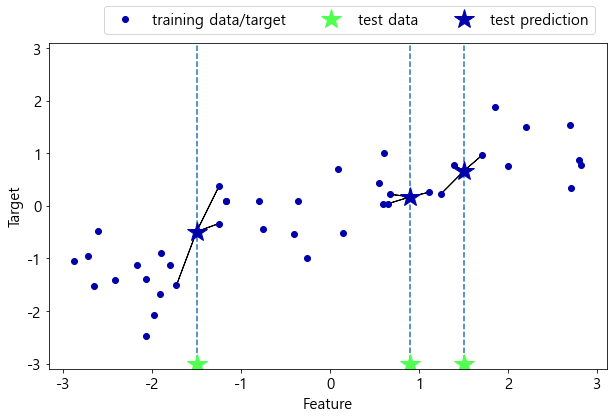 training data/target test data test prediction
3
2
1
0
-1
-2
-3
Target
-3 -2 -1 0 1 2 3
Feature